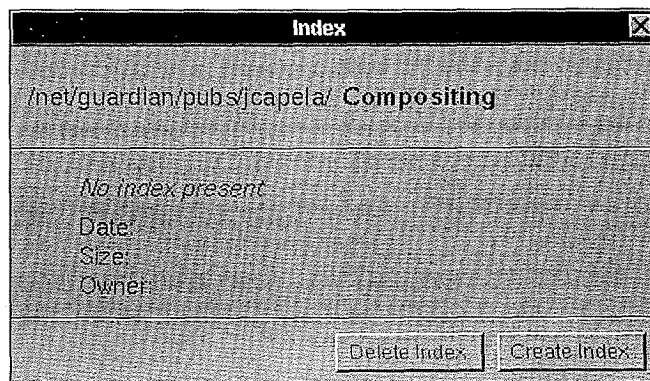 Index
/net/guardian/pubs/jcapela/ Compositing
No index present
Date:
Size:
Owner:
Delete Index Create Index